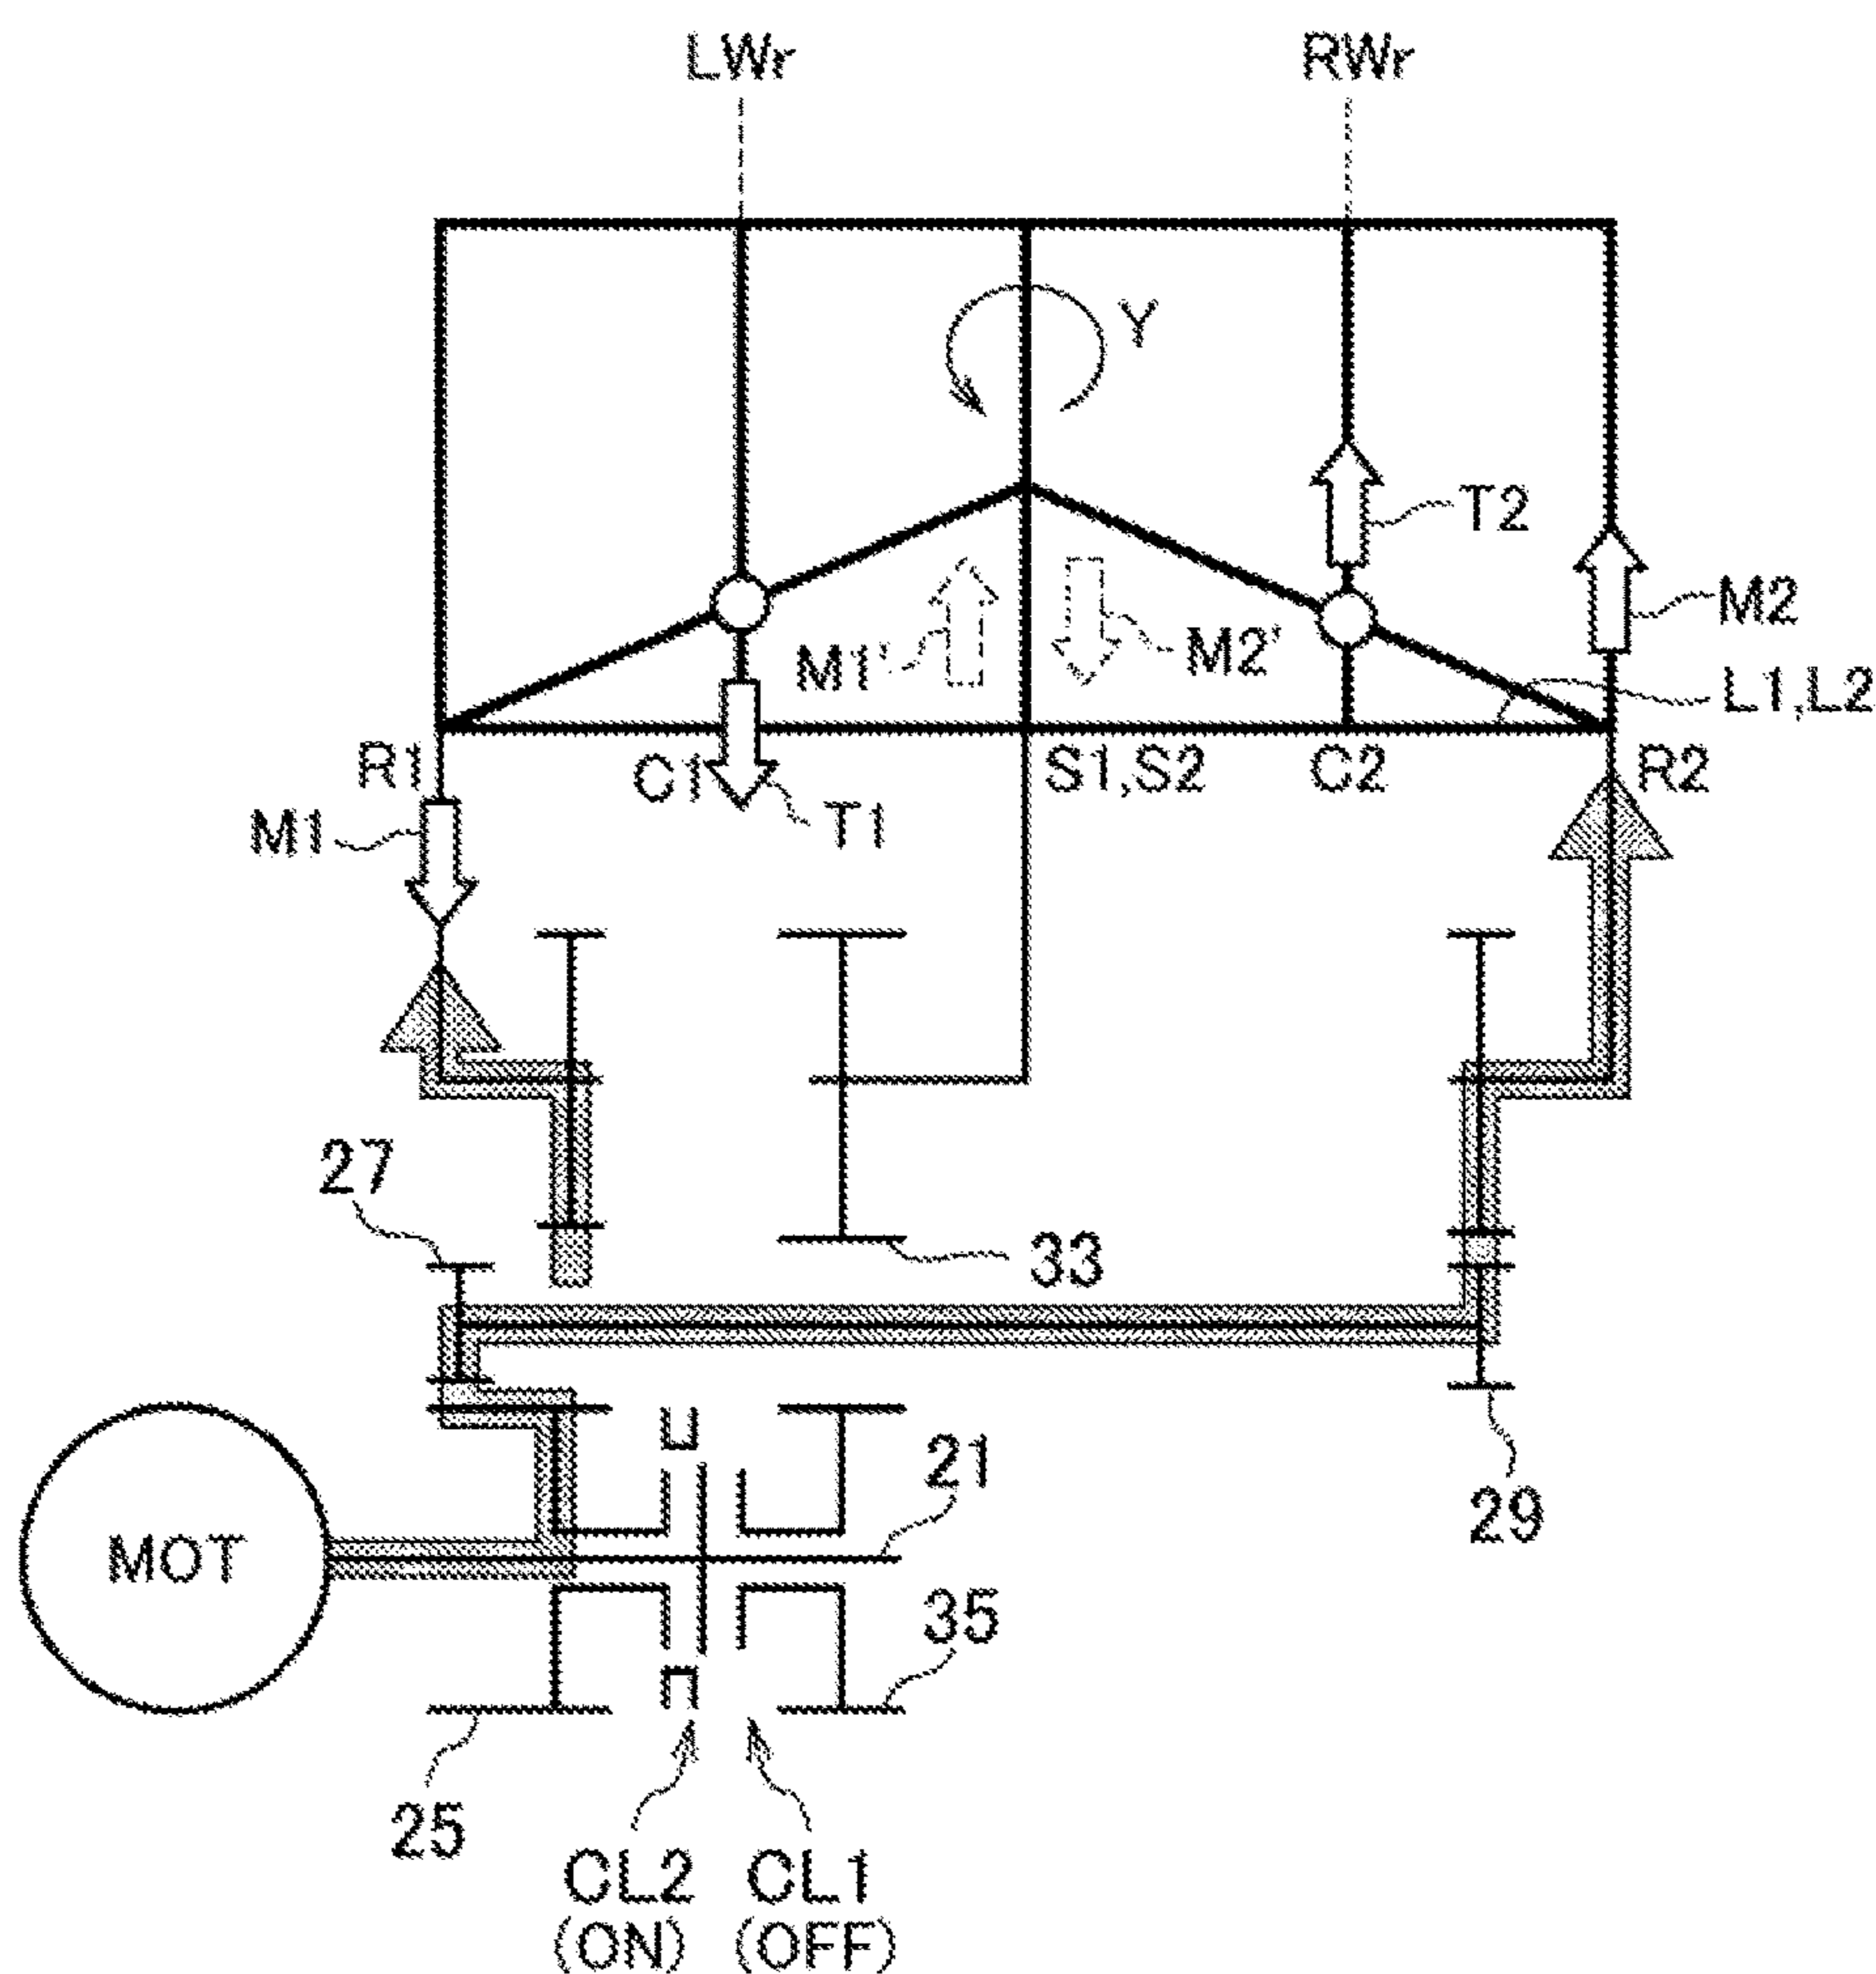 LWr RWr
Y
T2
M2
M1' M2'
L1,L2
R1 C1 S1,S2 C2 R2
M1 T1
27
33
21
29
MOT
35
25
CL2 CL1
(ON) (OFF)